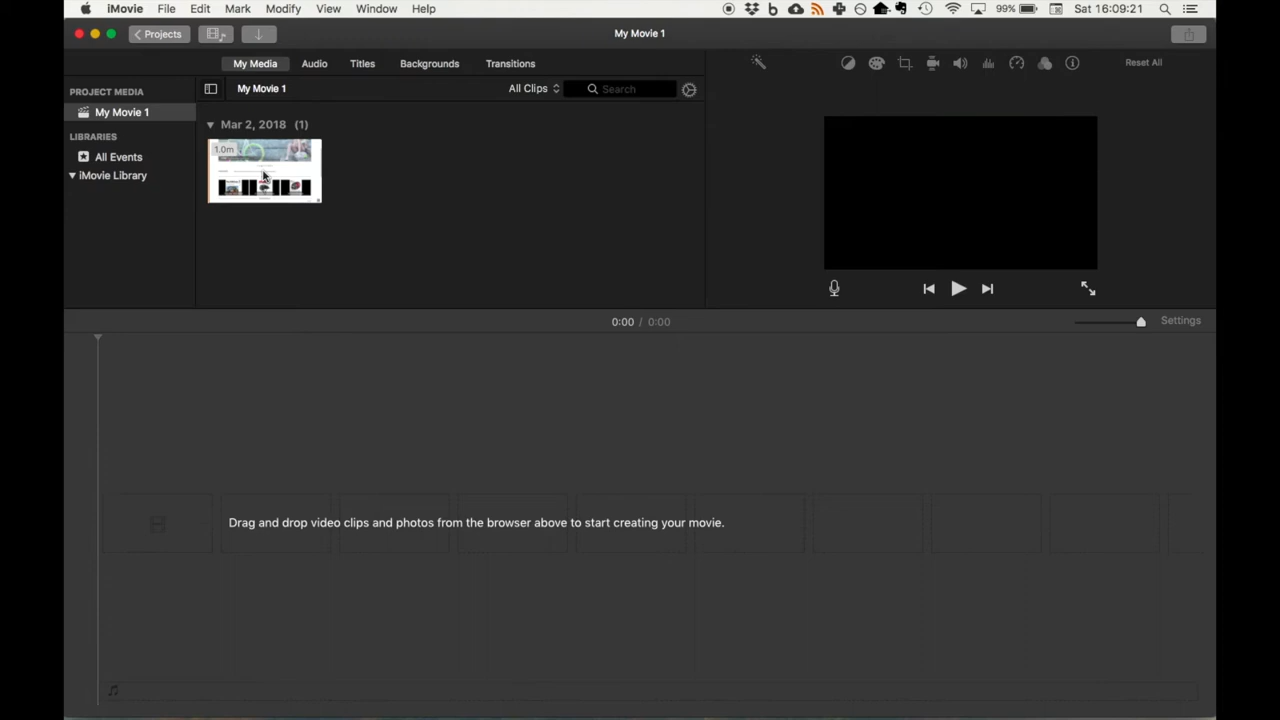 iMovie File Edit Mark Modify View Window Help 99% Sat 16:09:21
Projects My Movie 1
My Media Audio Titles Backgrounds Transitions Reset All
PROJECT MEDIA My Movie 1 All Clips Search
My Movie 1
Mar 2, 2018 (1)
LIBRARIES
1.0m
All Events
iMovie Library
0:00 / 0:00 Settings
Drag and drop video clips and photos from the browser above to start creating your movie.